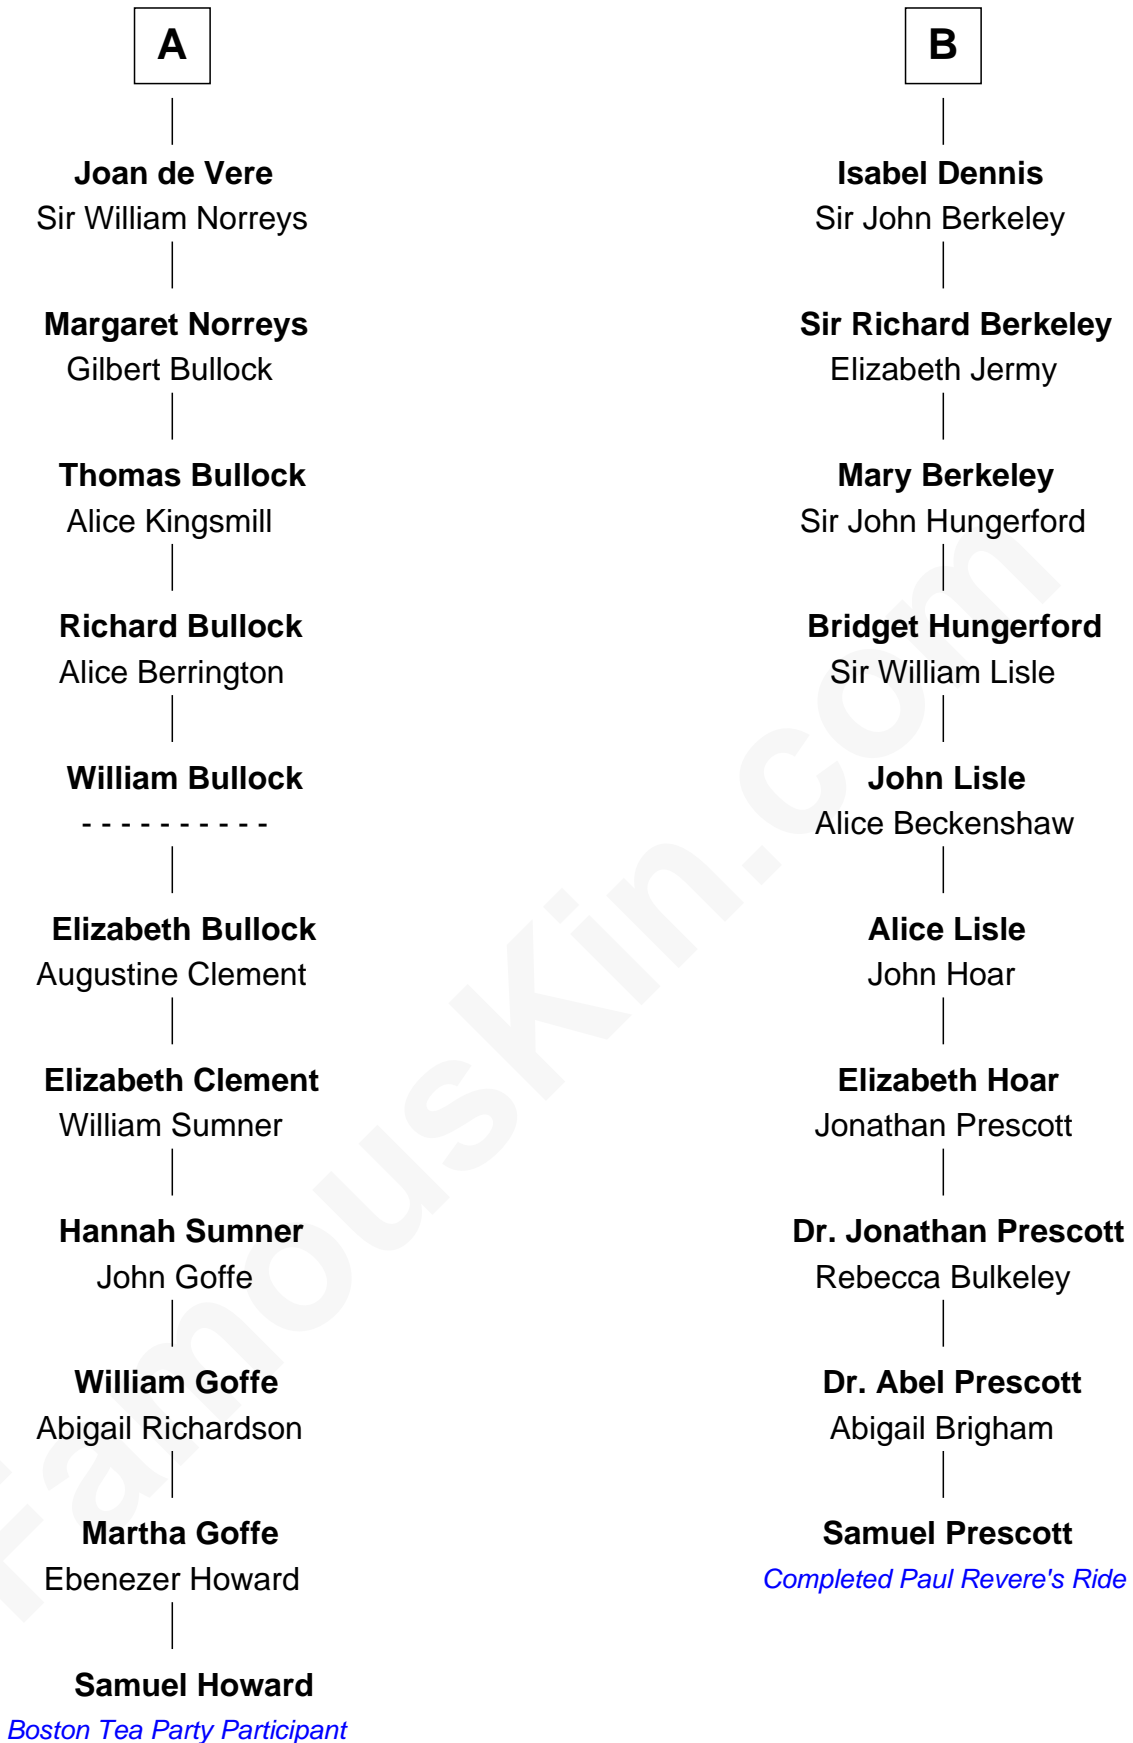 A
Joan de Vere
Sir William Norreys
Margaret Norreys
Gilbert Bullock
Thomas Bullock
Alice Kingsmill
Richard Bullock
Alice Berrington
William Bullock
- - - - - - - - - -
Elizabeth Bullock
Augustine Clement
Elizabeth Clement
William Sumner
Hannah Sumner
John Goffe
William Goffe
Abigail Richardson
Martha Goffe
Ebenezer Howard
Samuel Howard
Boston Tea Party Participant
B
Isabel Dennis
Sir John Berkeley
Sir Richard Berkeley
Elizabeth Jermy
Mary Berkeley
Sir John Hungerford
Bridget Hungerford
Sir William Lisle
John Lisle
Alice Beckenshaw
Alice Lisle
John Hoar
Elizabeth Hoar
Jonathan Prescott
Dr. Jonathan Prescott
Rebecca Bulkeley
Dr. Abel Prescott
Abigail Brigham
Samuel Prescott
Completed Paul Revere's Ride
FamousKin.com